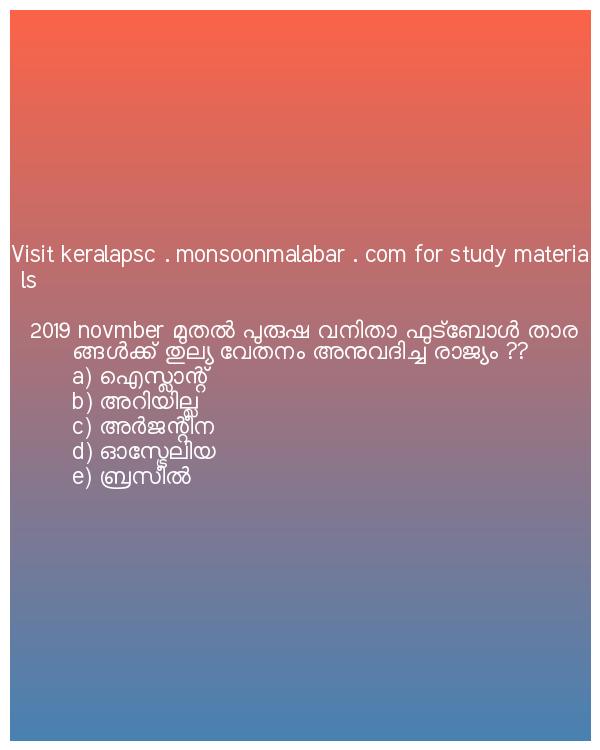 Visit keralapsc . monsoonmalabar . com for study materia
ls
2019 novmber മുതൽ പുരുഷ വനിതാ ഫുട്ബോൾ താര
ങ്ങൾക്ക് തുല്യ വേതനം അനുവദിച്ച രാജ്യം ??
a) ഐസ്ലാന്റ്
b) അറിയില്ല
c) അർജന്റീന
d) ഓസ്ട്രേലിയ
e) ബ്രസീൽ